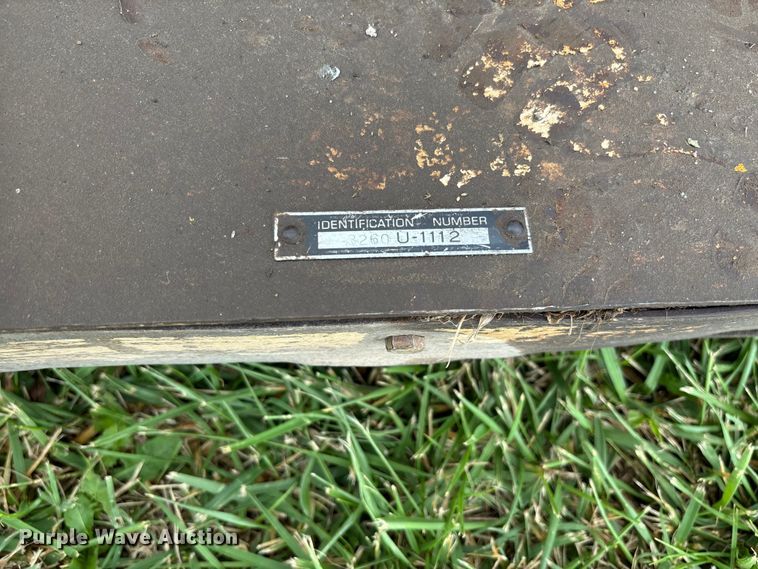 IDENTIFICATION NUMBER
3260 U-1112
Purple Wave Auction